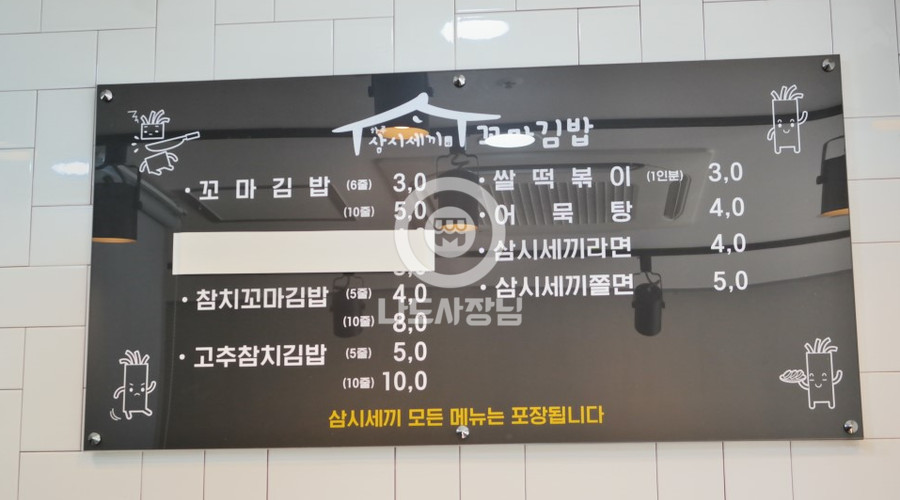 삼시세끼 꼬마김밥
· 꼬마김밥 (6줄) 3,0
(10줄) 5,0
· 참치꼬마김밥 (5줄) 4,0
(10줄) 8,0
· 고추참치김밥 (5줄) 5,0
(10줄) 10,0
· 쌀떡볶이 (1인분) 3,0
· 어묵탕 4,0
· 삼시세끼라면 4,0
· 삼시세끼쫄면 5,0
삼시세끼 모든 메뉴는 포장됩니다
나도사장님